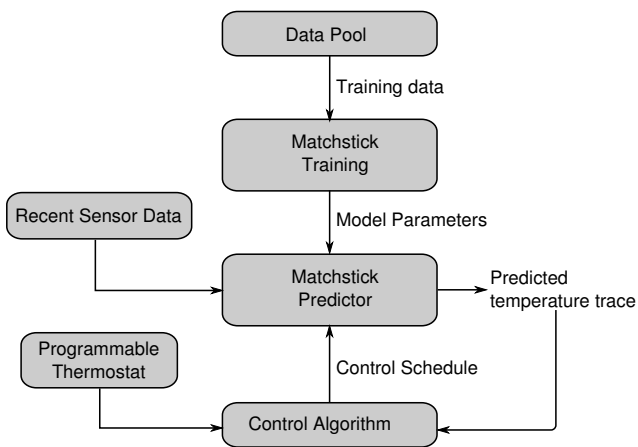 Data Pool
Training data
Matchstick
Training
Recent Sensor Data
Model Parameters
Matchstick
Predictor
Predicted
temperature trace
Programmable
Thermostat
Control Schedule
Control Algorithm